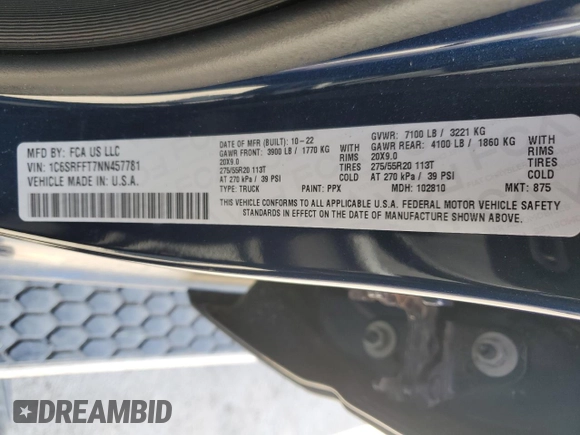 MFD BY: FCA US LLC
VIN: 1C6SRFFT7NN457781
VEHICLE MADE IN U.S.A.
DATE OF MFR (BUILT): 10-22
GAWR FRONT: 3900 LB / 1770 KG
20X9.0 RIMS
275/55R20 113T
AT 270 kPa / 39 PSI COLD
TYPE: TRUCK PAINT: PPX
GVWR: 7100 LB / 3221 KG
GAWR REAR: 4100 LB / 1860 KG
20X9.0 RIMS
275/55R20 113T
AT 270 kPa / 39 PSI COLD
MDH: 102810 MKT: 875
THIS VEHICLE CONFORMS TO ALL APPLICABLE U.S.A. FEDERAL MOTOR VEHICLE SAFETY
STANDARDS IN EFFECT ON THE DATE OF MANUFACTURE SHOWN ABOVE.
DREAMBID